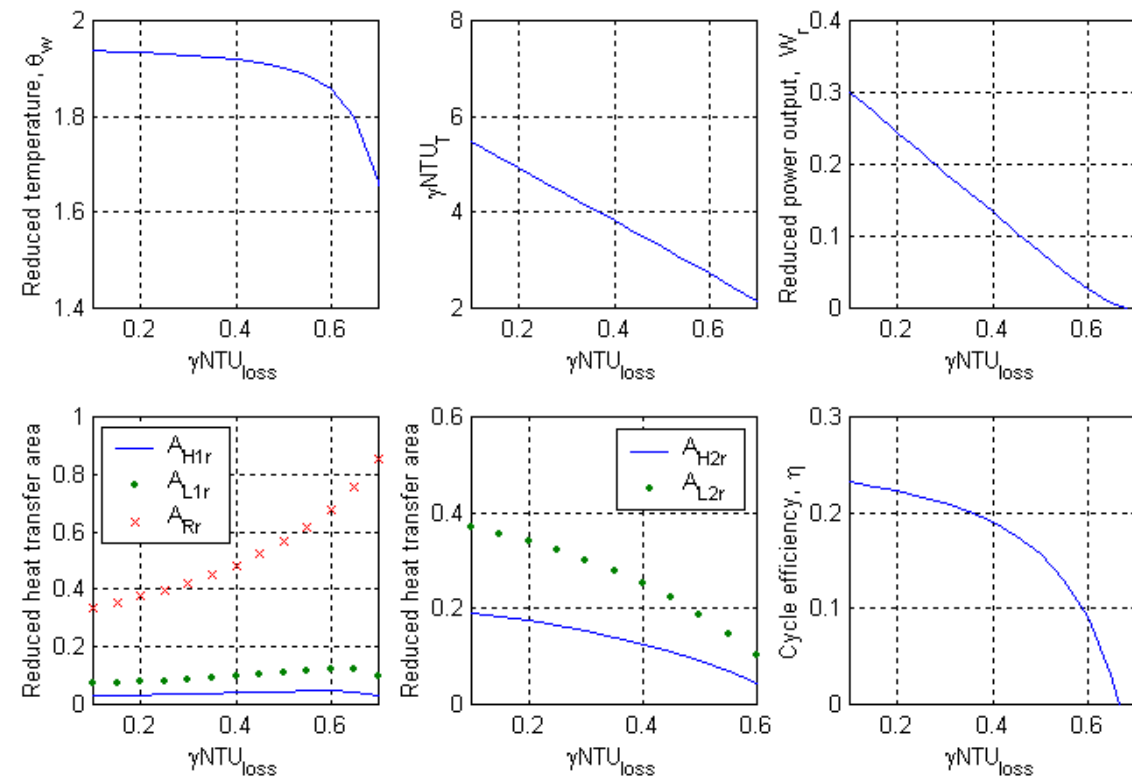 Reduced temperature, θw
2
1.8
1.6
1.4
0.2 0.4 0.6
γNTUloss
γNTUT
8
6
4
2
0.2 0.4 0.6
γNTUloss
Reduced power output, Wr
0.4
0.3
0.2
0.1
0
0.2 0.4 0.6
γNTUloss
Reduced heat transfer area
1
0.8
0.6
0.4
0.2
0
AH1r
AL1r
ARr
0.2 0.4 0.6
γNTUloss
Reduced heat transfer area
0.6
0.4
0.2
0
AH2r
AL2r
0.2 0.4 0.6
γNTUloss
Cycle efficiency, η
0.3
0.2
0.1
0
0.2 0.4 0.6
γNTUloss